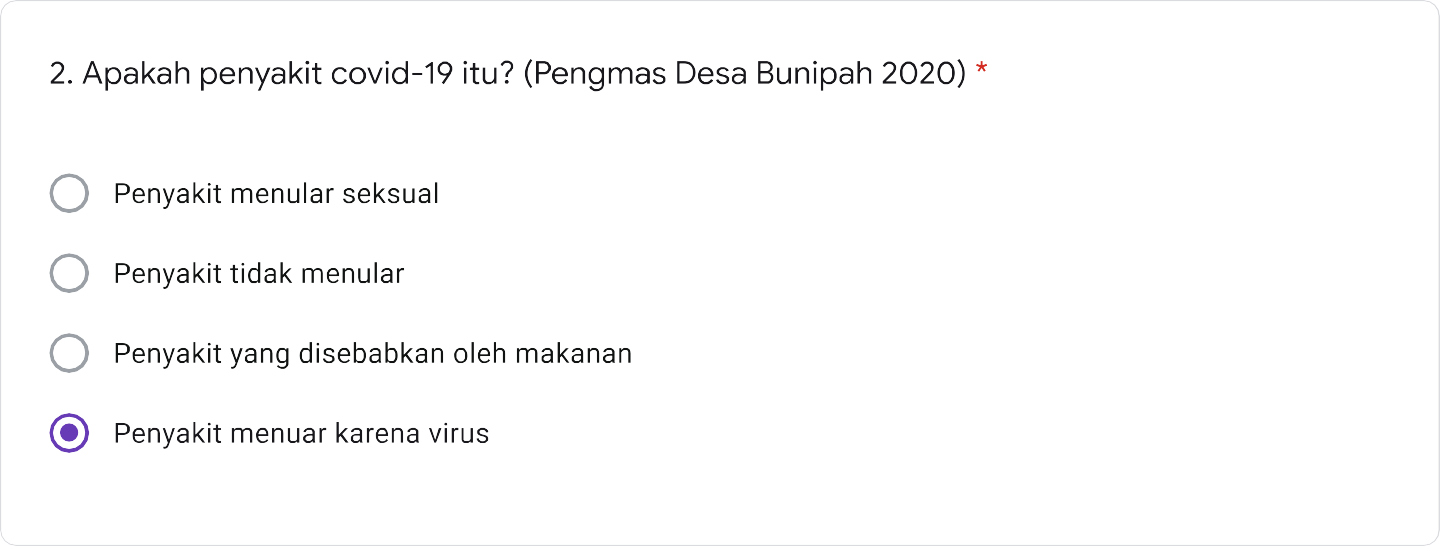 2. Apakah penyakit covid-19 itu? (Pengmas Desa Bunipah 2020) *
Penyakit menular seksual
Penyakit tidak menular
Penyakit yang disebabkan oleh makanan
Penyakit menuar karena virus